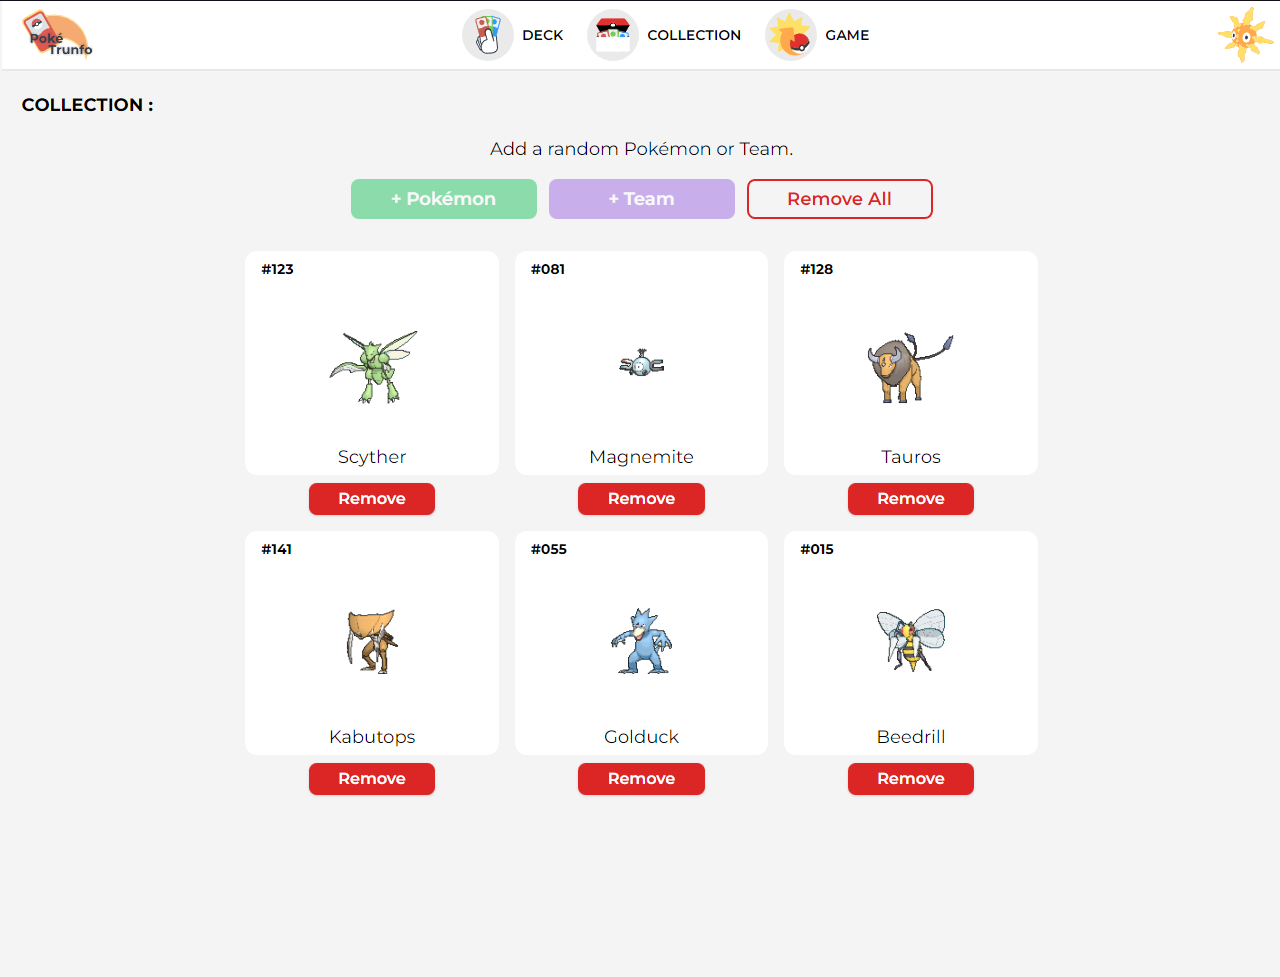 Poké
Trunfo
DECK
COLLECTION
GAME
COLLECTION :
Add a random Pokémon or Team.
+ Pokémon
+ Team
Remove All
#123
#081
#128
Scyther
Magnemite
Tauros
Remove
Remove
Remove
#141
#055
#015
Kabutops
Golduck
Beedrill
Remove
Remove
Remove